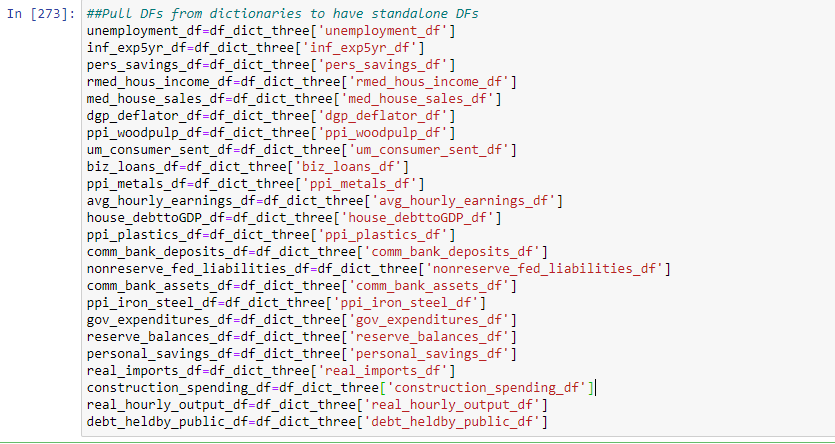 In [273]: ##Pull DFs from dictionaries to have standalone DFs
unemployment_df=df_dict_three['unemployment_df']
inf_exp5yr_df=df_dict_three['inf_exp5yr_df']
pers_savings_df=df_dict_three['pers_savings_df']
rmed_hous_income_df=df_dict_three['rmed_hous_income_df']
med_house_sales_df=df_dict_three['med_house_sales_df']
dgp_deflator_df=df_dict_three['dgp_deflator_df']
ppi_woodpulp_df=df_dict_three['ppi_woodpulp_df']
um_consumer_sent_df=df_dict_three['um_consumer_sent_df']
biz_loans_df=df_dict_three['biz_loans_df']
ppi_metals_df=df_dict_three['ppi_metals_df']
avg_hourly_earnings_df=df_dict_three['avg_hourly_earnings_df']
house_debttoGDP_df=df_dict_three['house_debttoGDP_df']
ppi_plastics_df=df_dict_three['ppi_plastics_df']
comm_bank_deposits_df=df_dict_three['comm_bank_deposits_df']
nonreserve_fed_liabilities_df=df_dict_three['nonreserve_fed_liabilities_df']
comm_bank_assets_df=df_dict_three['comm_bank_assets_df']
ppi_iron_steel_df=df_dict_three['ppi_iron_steel_df']
gov_expenditures_df=df_dict_three['gov_expenditures_df']
reserve_balances_df=df_dict_three['reserve_balances_df']
personal_savings_df=df_dict_three['personal_savings_df']
real_imports_df=df_dict_three['real_imports_df']
construction_spending_df=df_dict_three['construction_spending_df']
real_hourly_output_df=df_dict_three['real_hourly_output_df']
debt_heldby_public_df=df_dict_three['debt_heldby_public_df']